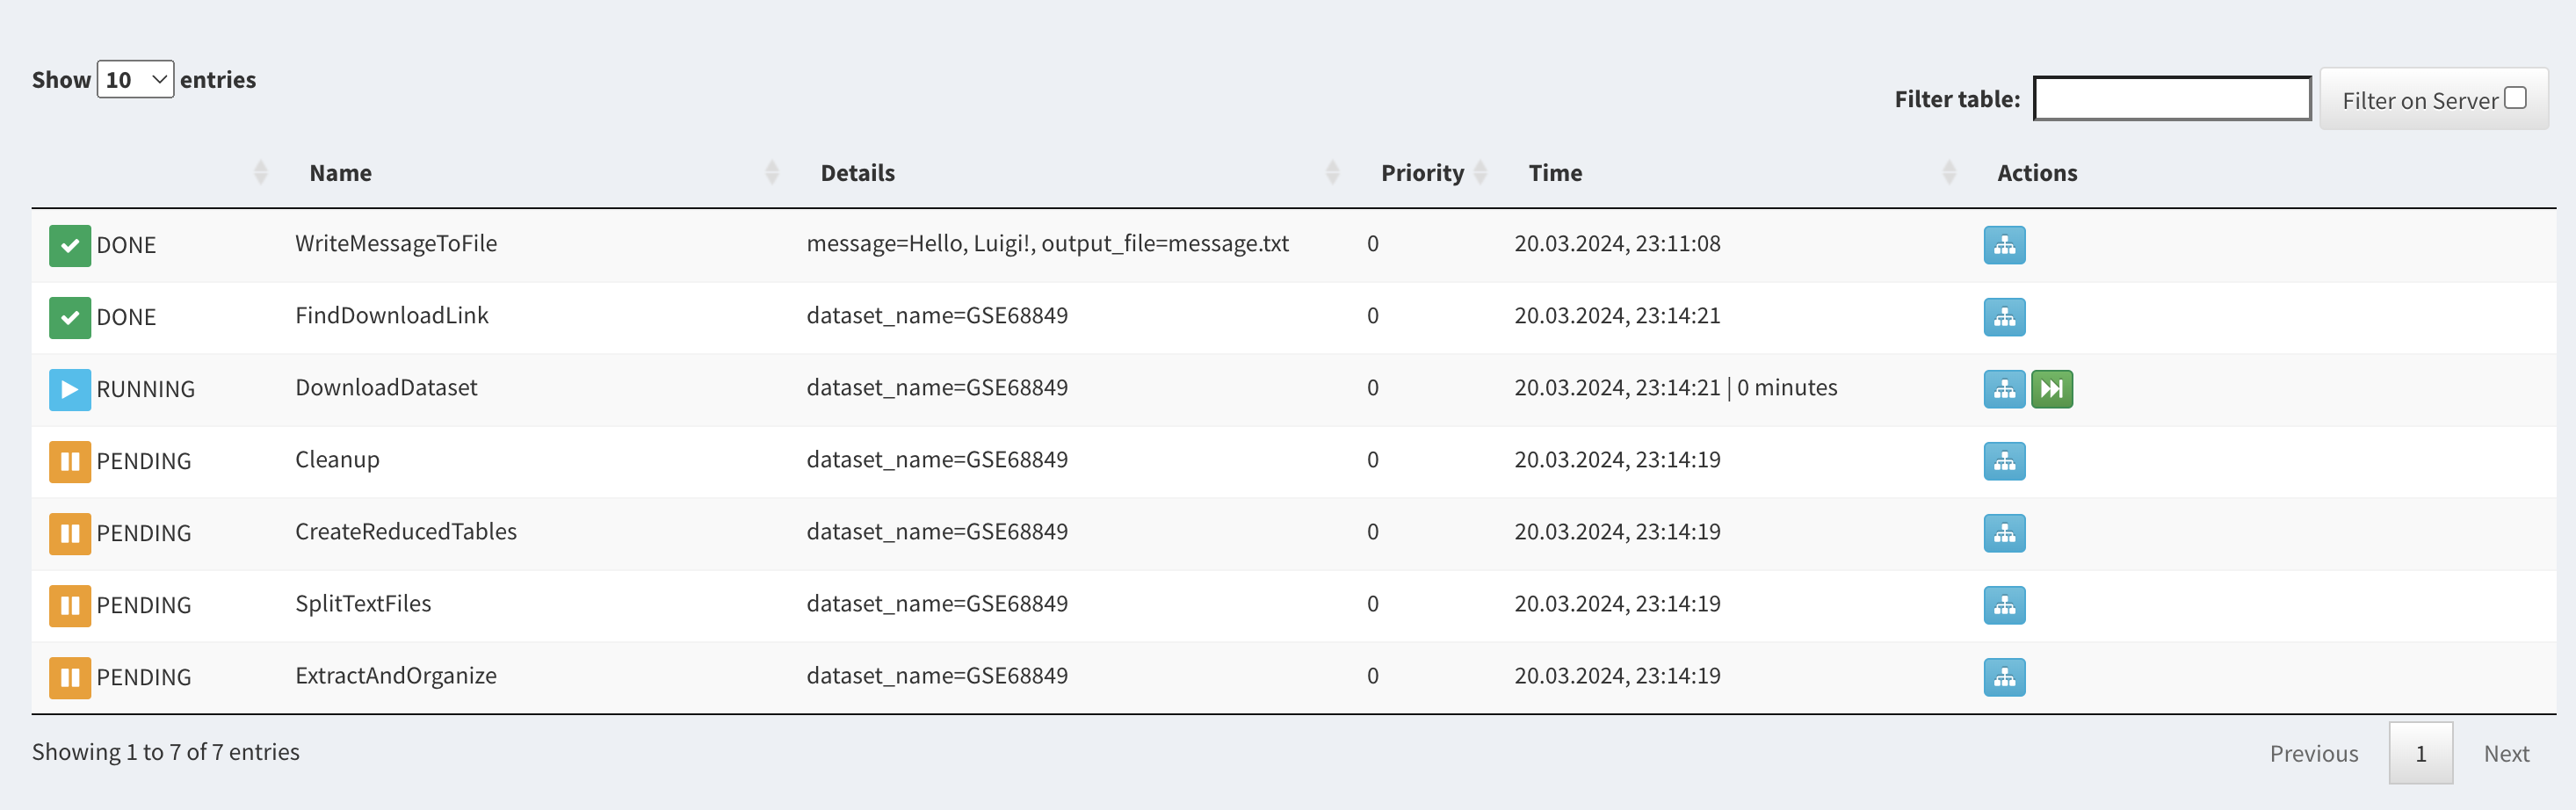 Show 10 entries
Filter table: Filter on Server
Name Details Priority Time Actions
DONE WriteMessageToFile message=Hello, Luigi!, output_file=message.txt 0 20.03.2024, 23:11:08
DONE FindDownloadLink dataset_name=GSE68849 0 20.03.2024, 23:14:21
RUNNING DownloadDataset dataset_name=GSE68849 0 20.03.2024, 23:14:21 | 0 minutes
PENDING Cleanup dataset_name=GSE68849 0 20.03.2024, 23:14:19
PENDING CreateReducedTables dataset_name=GSE68849 0 20.03.2024, 23:14:19
PENDING SplitTextFiles dataset_name=GSE68849 0 20.03.2024, 23:14:19
PENDING ExtractAndOrganize dataset_name=GSE68849 0 20.03.2024, 23:14:19
Showing 1 to 7 of 7 entries
Previous 1 Next